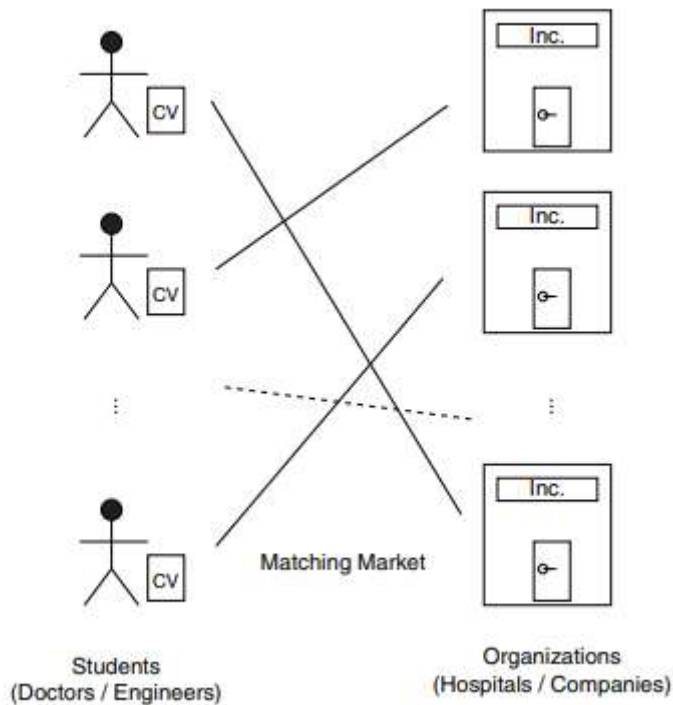 Inc.
CV
Inc.
CV
⋮
⋮
Inc.
CV
Matching Market
Students
(Doctors / Engineers)
Organizations
(Hospitals / Companies)